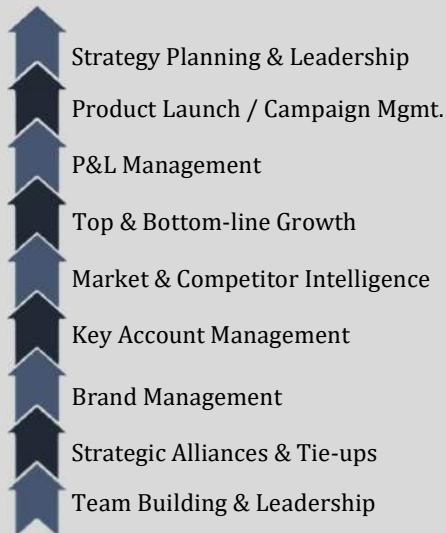 Strategy Planning & Leadership
Product Launch / Campaign Mgmt.
P&L Management
Top & Bottom-line Growth
Market & Competitor Intelligence
Key Account Management
Brand Management
Strategic Alliances & Tie-ups
Team Building & Leadership